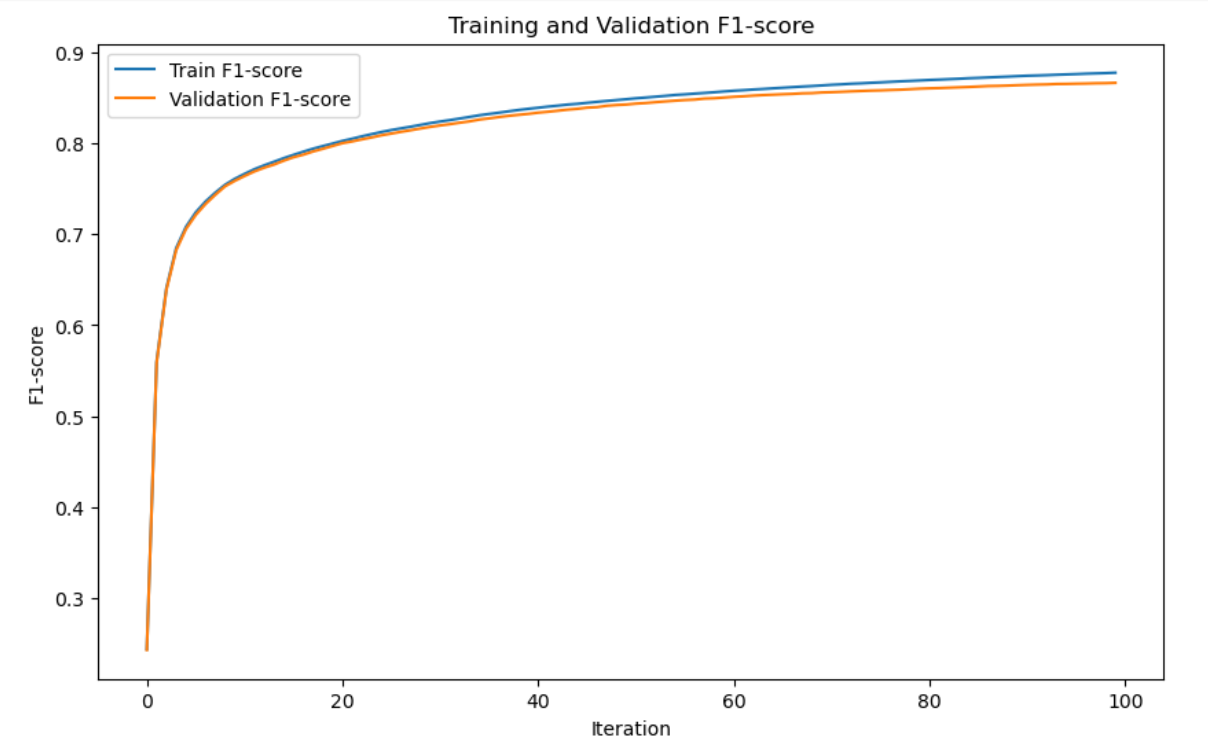 Training and Validation F1-score
Train F1-score
Validation F1-score
F1-score
0.9
0.8
0.7
0.6
0.5
0.4
0.3
0 20 40 60 80 100
Iteration